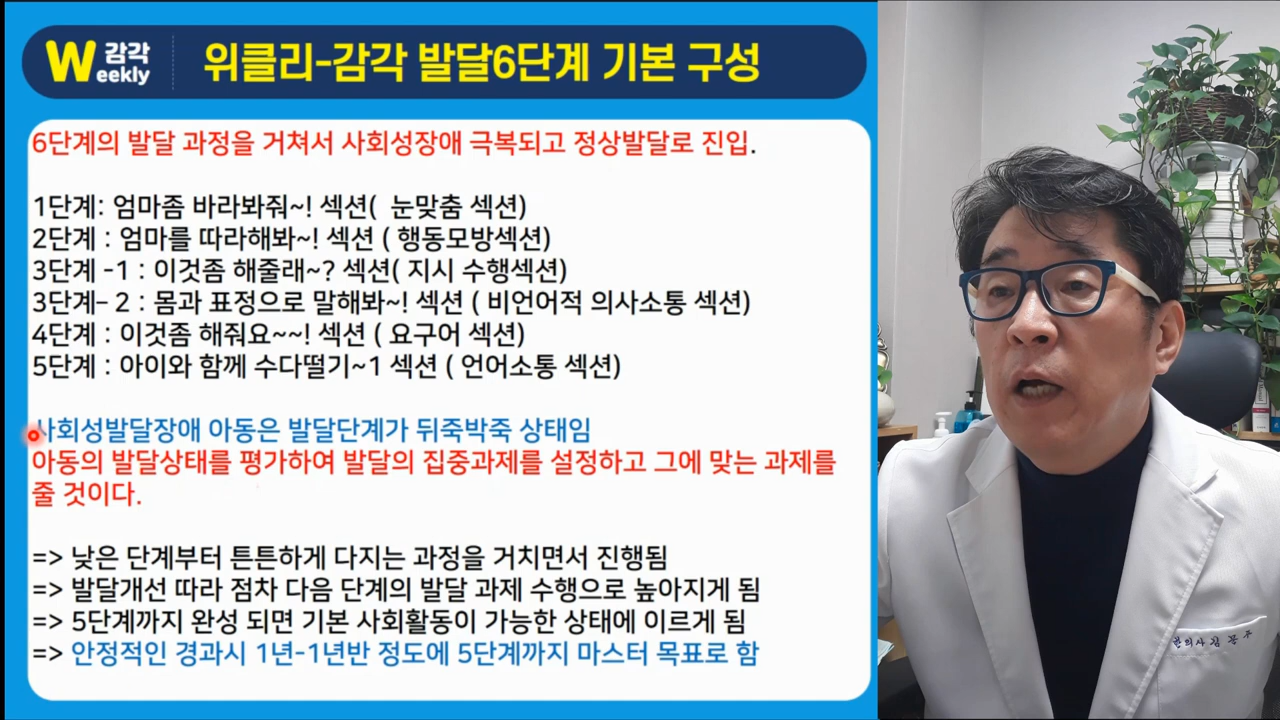 W 감각
eekly
위클리-감각 발달6단계 기본 구성
6단계의 발달 과정을 거쳐서 사회성장애 극복되고 정상발달로 진입.
1단계: 엄마좀 바라봐줘~! 섹션( 눈맞춤 섹션)
2단계 : 엄마를 따라해봐~! 섹션 ( 행동모방섹션)
3단계 -1 : 이것좀 해줄래~? 섹션( 지시 수행섹션)
3단계- 2 : 몸과 표정으로 말해봐~! 섹션 ( 비언어적 의사소통 섹션)
4단계 : 이것좀 해줘요~~! 섹션 ( 요구어 섹션)
5단계 : 아이와 함께 수다떨기~1 섹션 ( 언어소통 섹션)
사회성발달장애 아동은 발달단계가 뒤죽박죽 상태임
아동의 발달상태를 평가하여 발달의 집중과제를 설정하고 그에 맞는 과제를
줄 것이다.
=> 낮은 단계부터 튼튼하게 다지는 과정을 거치면서 진행됨
=> 발달개선 따라 점차 다음 단계의 발달 과제 수행으로 높아지게 됨
=> 5단계까지 완성 되면 기본 사회활동이 가능한 상태에 이르게 됨
=> 안정적인 경과시 1년-1년반 정도에 5단계까지 마스터 목표로 함